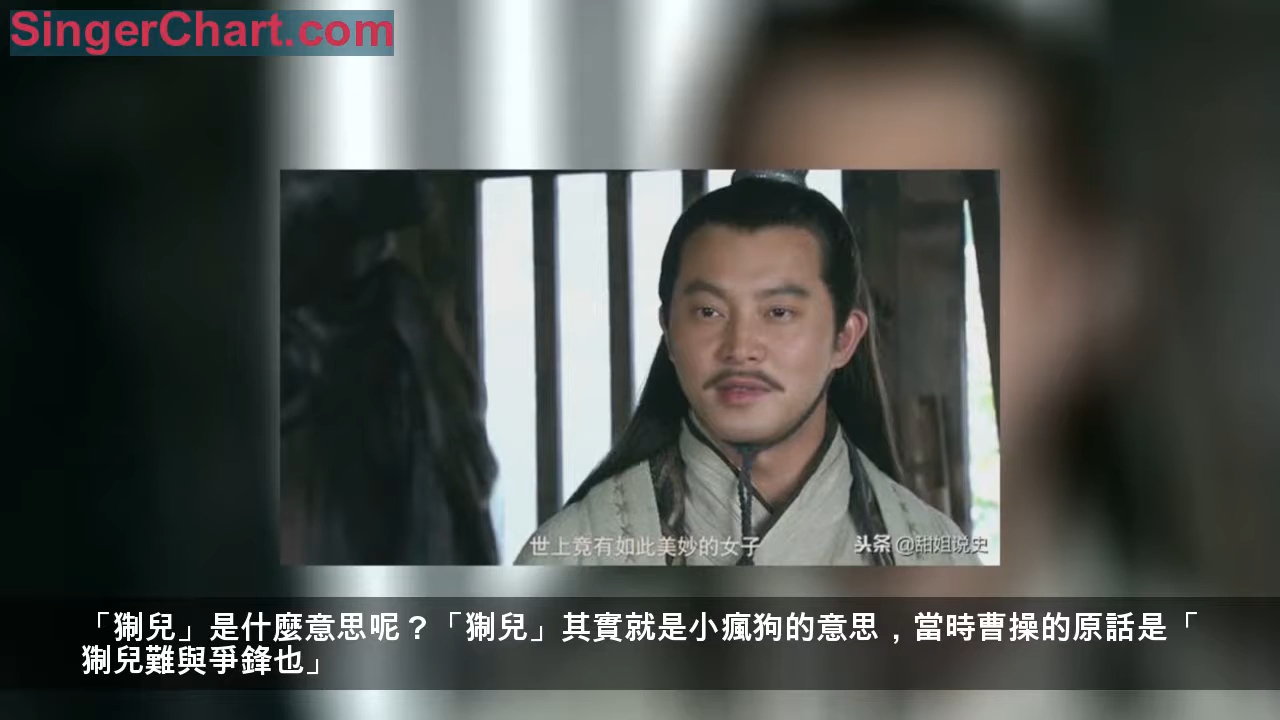 SingerChart.com
世上竟有如此美妙的女子
头条 @甜姐说史
「猘兒」是什麼意思呢？「猘兒」其實就是小瘋狗的意思，當時曹操的原話是「
猘兒難與爭鋒也」